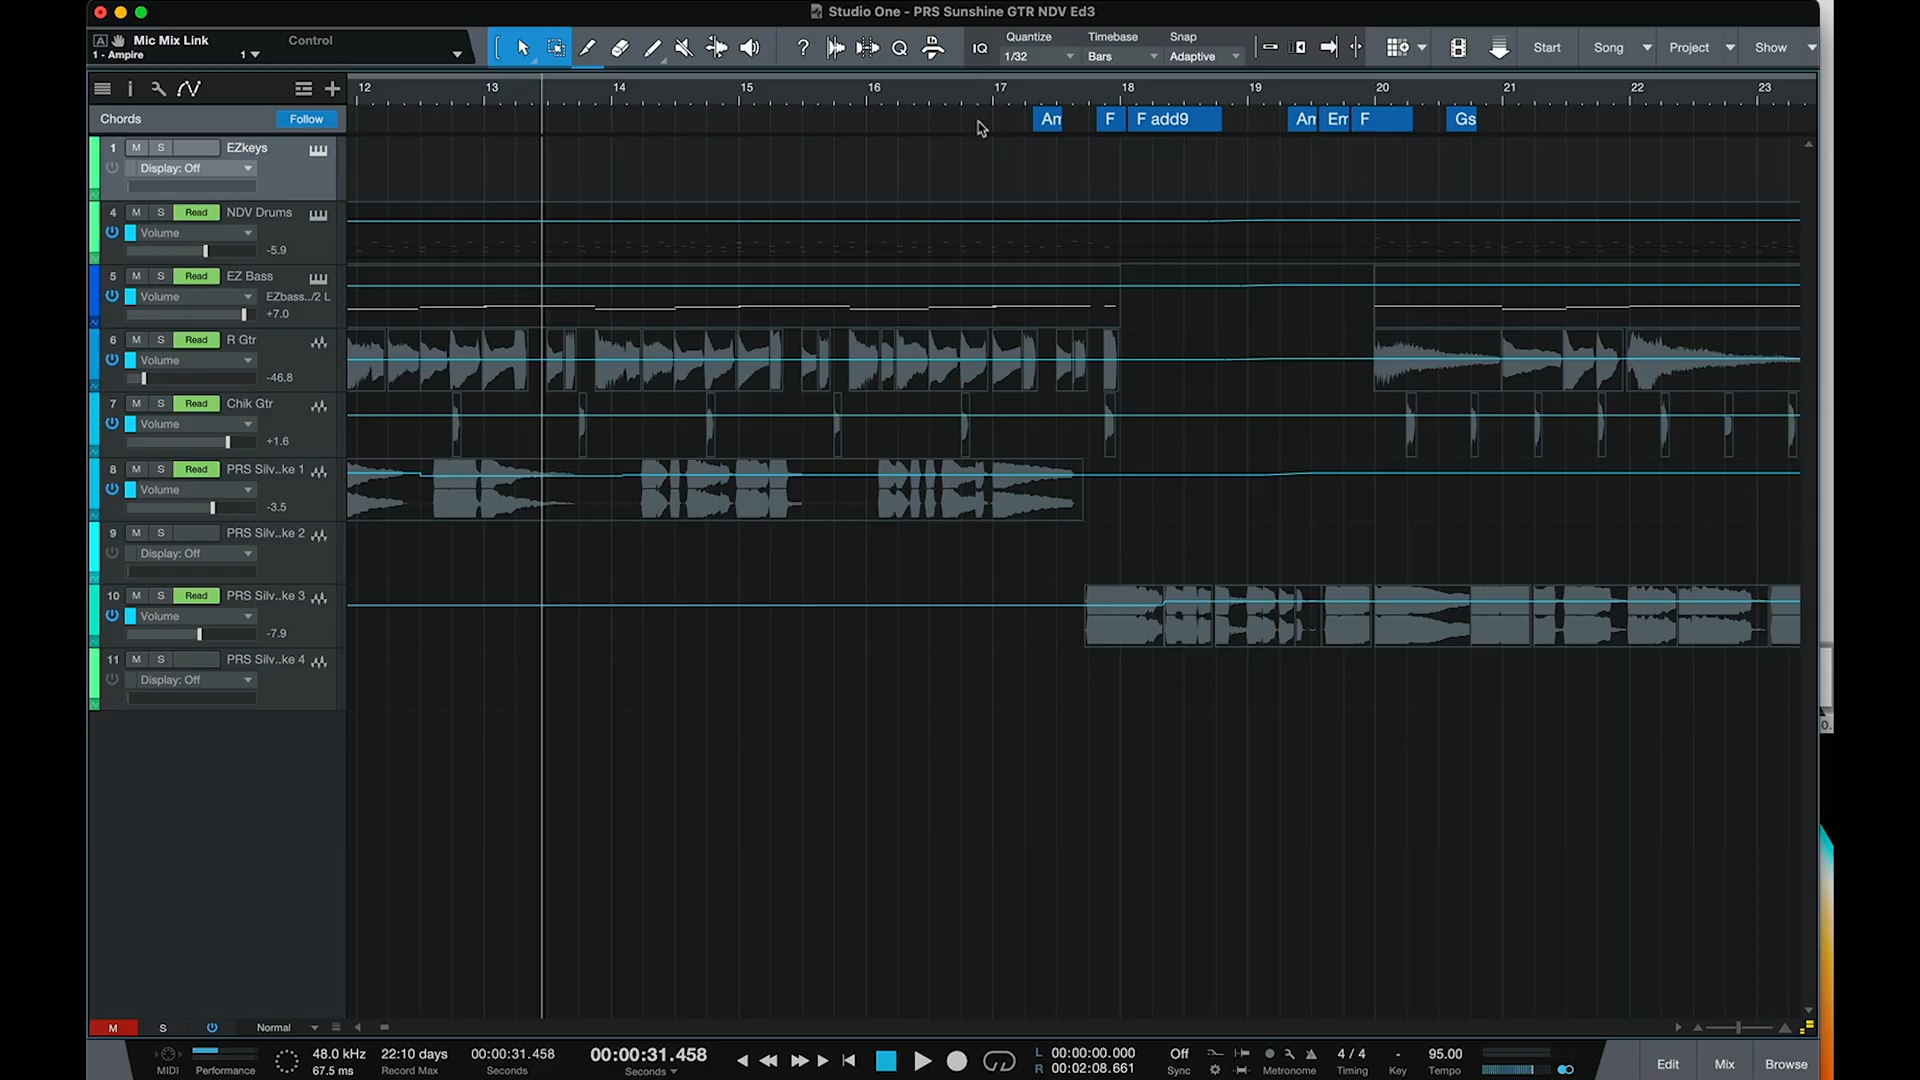 Studio One - PRS Sunshine GTR NDV Ed3
A Mic Mix Link
1 - Ampire
1
Control
?
Q
IQ
Quantize
1/32
Timebase
Bars
Snap
Adaptive
Start
Song
Project
Show
i
12 13 14 15 16 17 18 19 20 21 22 23
Chords
Follow
Am
F
F add9
Am
Em
F
Gs
1 M S EZkeys
Display: Off
4 M S Read NDV Drums
Volume
-5.9
5 M S Read EZ Bass
Volume EZbass../2 L
+7.0
6 M S Read R Gtr
Volume
-46.8
7 M S Read Chik Gtr
Volume
+1.6
8 M S Read PRS Silv..ke 1
Volume
-3.5
9 M S PRS Silv..ke 2
Display: Off
10 M S Read PRS Silv..ke 3
Volume
-7.9
11 M S PRS Silv..ke 4
Display: Off
0.
M S Normal
MIDI
Performance
48.0 kHz
67.5 ms
22:10 days
Record Max
00:00:31.458
Seconds
00:00:31.458
Seconds
L 00:00:00.000
R 00:02:08.661
Off
Sync
Metronome
4 / 4
Timing
-
Key
95.00
Tempo
Edit
Mix
Browse